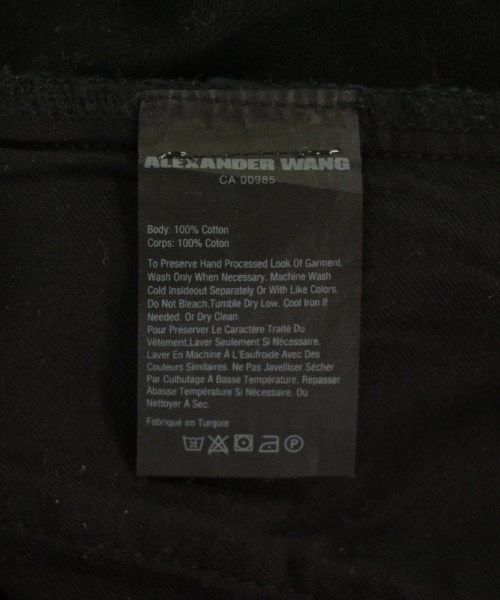 ALEXANDER WANG
CA 00985
Body: 100% Cotton
Corps: 100% Coton
To Preserve Hand Processed Look Of Garment,
Wash Only When Necessary. Machine Wash
Cold Insideout Separately Or With Like Colors.
Do Not Bleach.Tumble Dry Low. Cool Iron If
Needed. Or Dry Clean.
Pour Préserver Le Caractère Traité Du
Vêtement,Laver Seulement Si Nécessaire.
Laver En Machine À L'Eaufroide Avec Des
Couleurs Similaires. Ne Pas Javelliser Sécher
Par Culbutage À Basse Température. Repasser
Àbasse Température Si Nécessaire. Ou
Nettoyer À Sec.
Fabriqué en Turquie
30 P